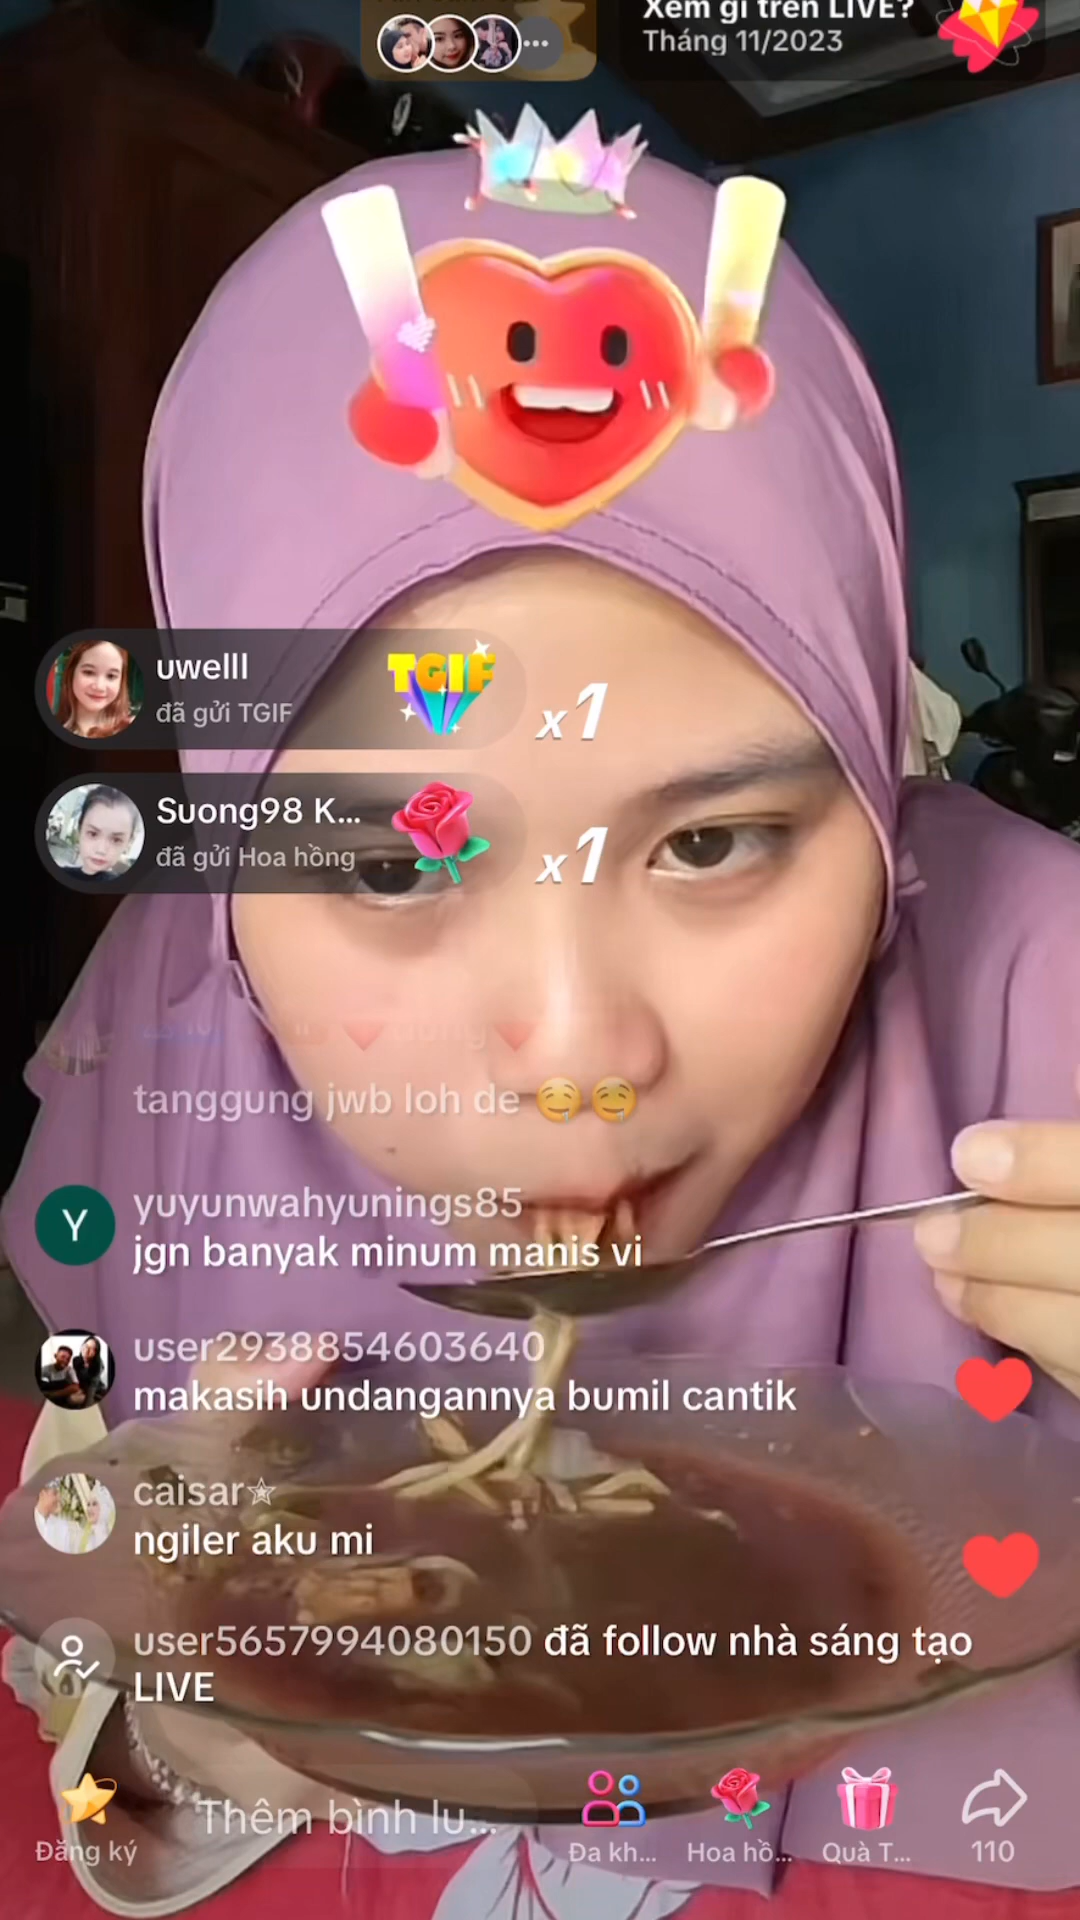 Xem gì trên LIVE?
Tháng 11/2023
uwelll
TGIF
đã gửi TGIF
x1
Suong98 K...
đã gửi Hoa hồng
x1
tanggung jwb loh de 🤤🤤
Y
yuyunwahyunings85
jgn banyak minum manis vi
user2938854603640
makasih undangannya bumil cantik
caisar☆
ngiler aku mi
user5657994080150 đã follow nhà sáng tạo
LIVE
Thêm bình lu...
Đăng ký
Đa kh...
Hoa hồ...
Quà T...
110